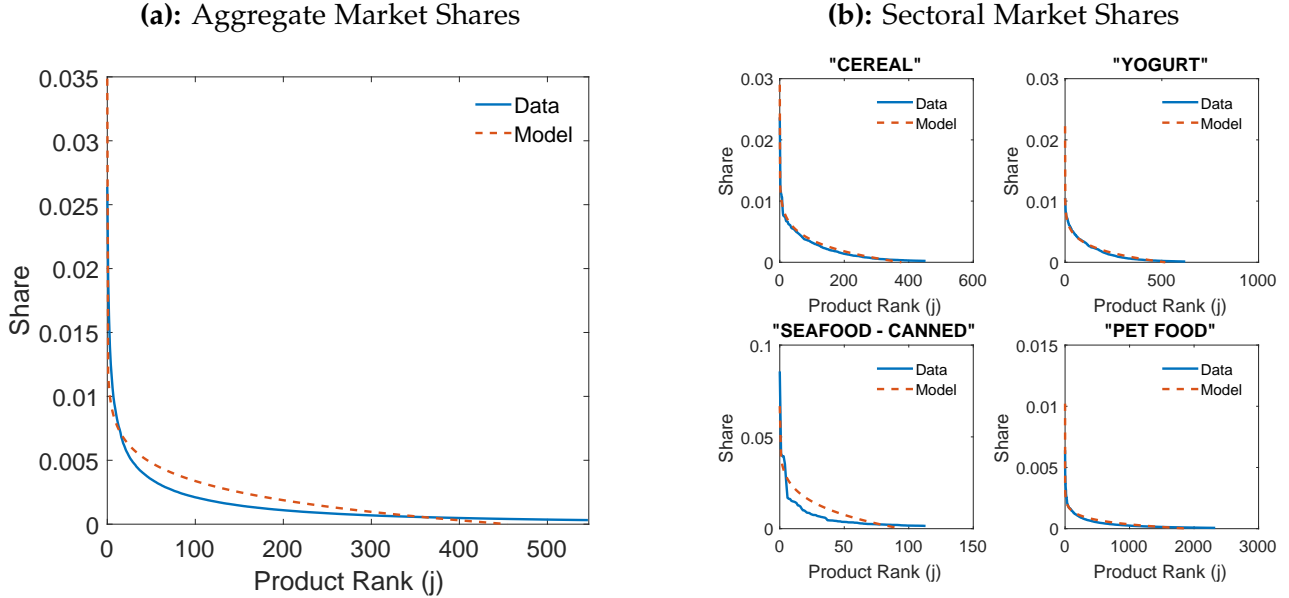 (a): Aggregate Market Shares
0.035
0.03
0.025
0.02
0.015
0.01
0.005
0
Share
Data
Model
0
100
200
300
400
500
Product Rank (j)
(b): Sectoral Market Shares
"CEREAL"
0.03
0.02
0.01
0
Share
Data
Model
0
200
400
600
Product Rank (j)
"YOGURT"
0.03
0.02
0.01
0
Share
Data
Model
0
500
1000
Product Rank (j)
"SEAFOOD - CANNED"
0.1
0.05
0
Share
Data
Model
0
50
100
150
Product Rank (j)
"PET FOOD"
0.015
0.01
0.005
0
Share
Data
Model
0
1000
2000
3000
Product Rank (j)